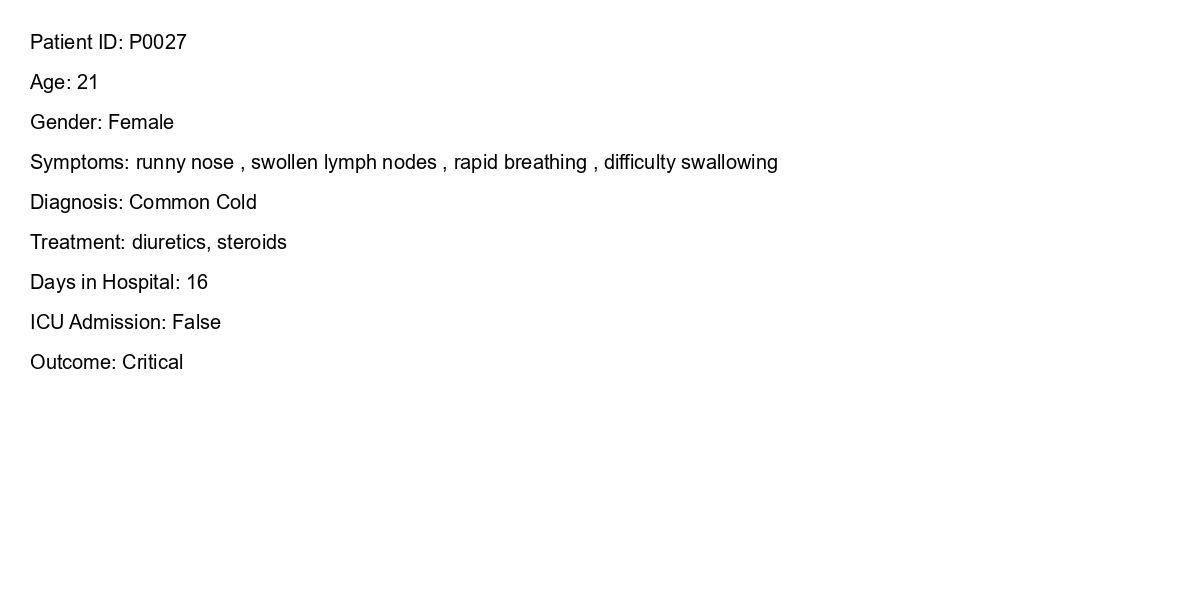 Patient ID: P0027
Age: 21
Gender: Female
Symptoms: runny nose , swollen lymph nodes , rapid breathing , difficulty swallowing
Diagnosis: Common Cold
Treatment: diuretics, steroids
Days in Hospital: 16
ICU Admission: False
Outcome: Critical